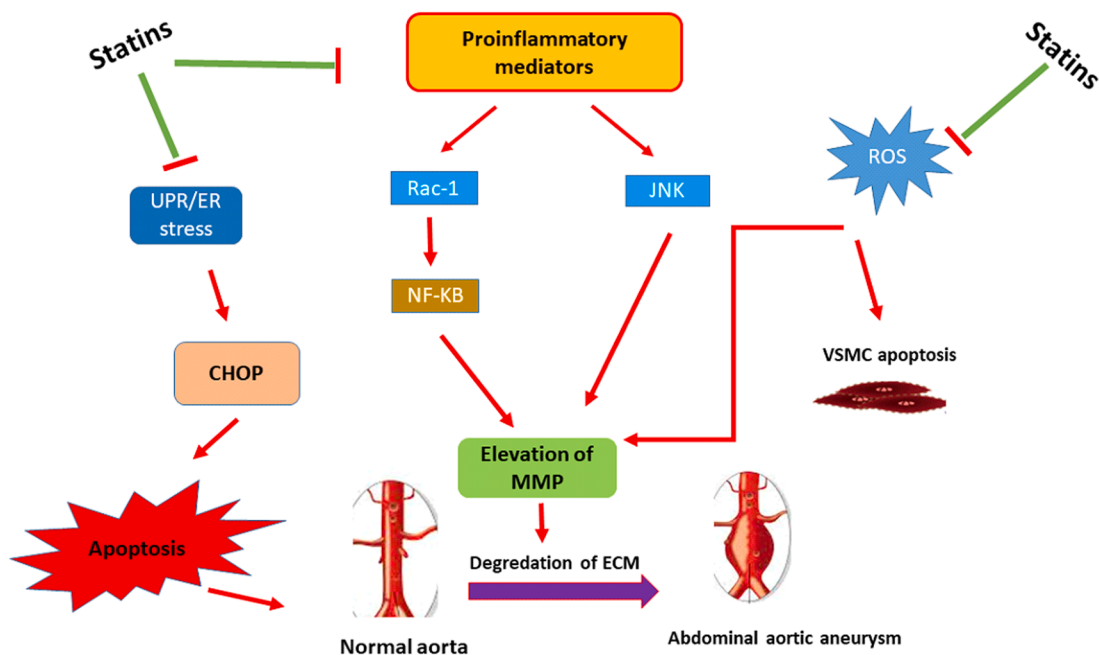 Statins
Proinflammatory
mediators
Statins
ROS
UPR/ER
stress
Rac-1
JNK
NF-KB
CHOP
VSMC apoptosis
Elevation of
MMP
Apoptosis
Degredation of ECM
Normal aorta
Abdominal aortic aneurysm